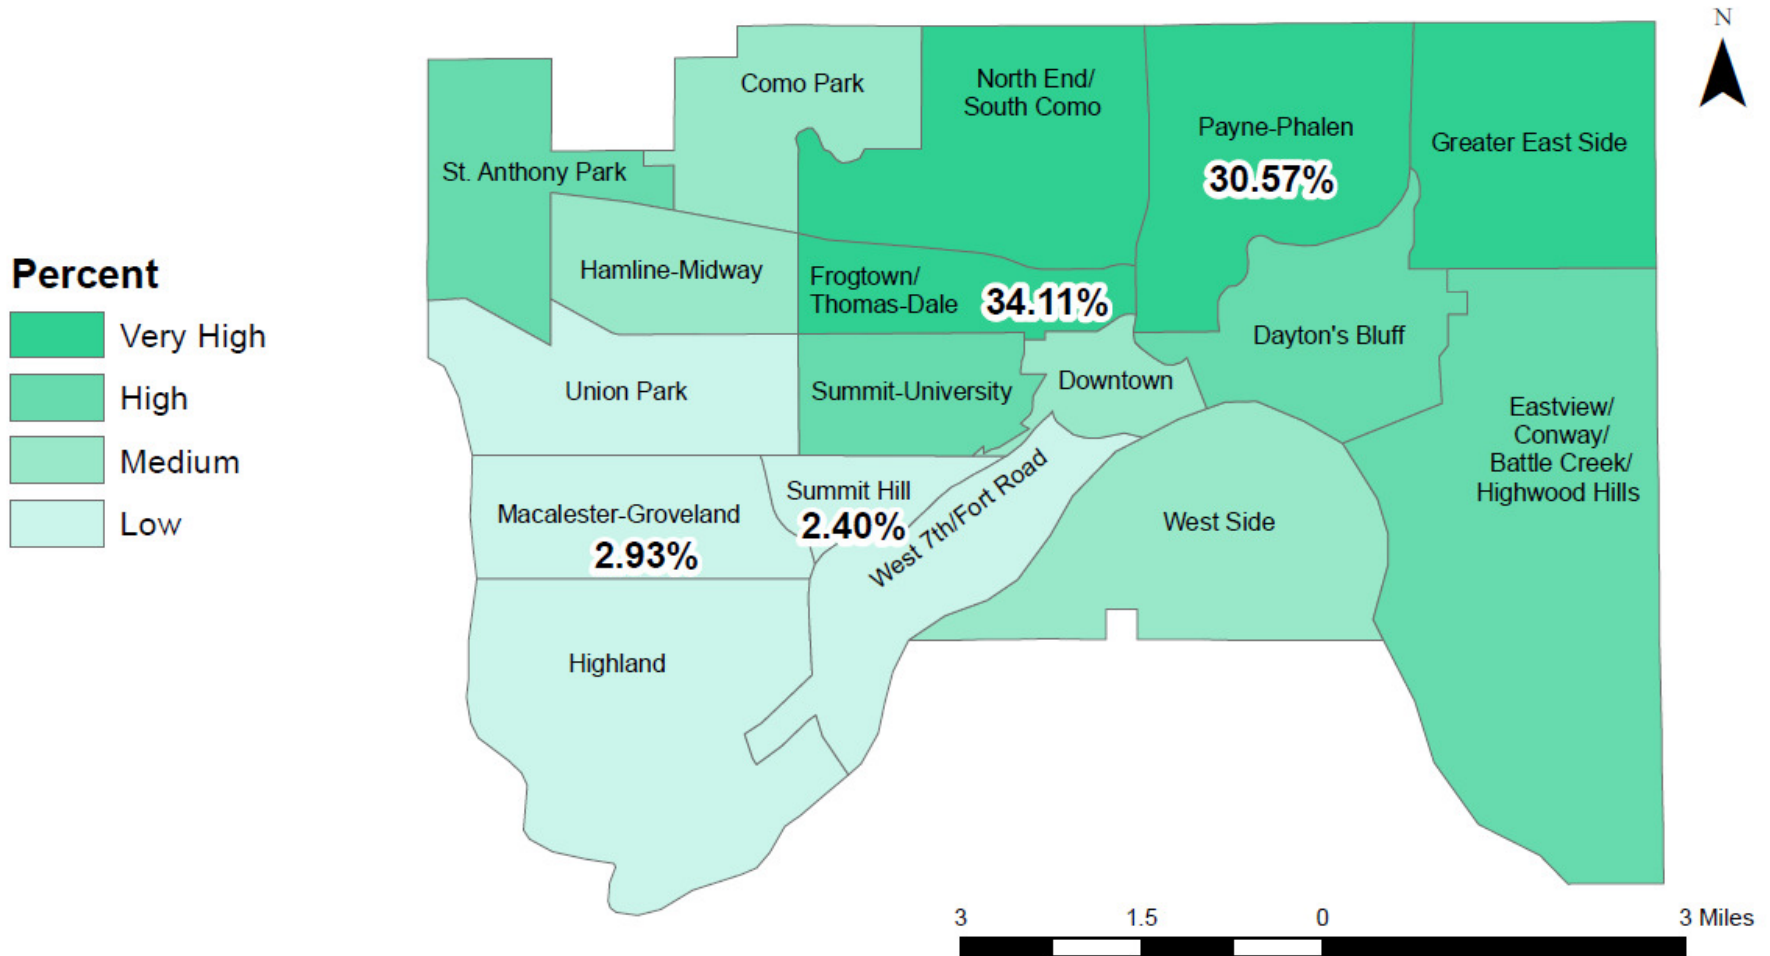 N
Como Park
North End/
South Como
Payne-Phalen
30.57%
Greater East Side
St. Anthony Park
Hamline-Midway
Frogtown/
Thomas-Dale
34.11%
Dayton's Bluff
Percent
Very High
High
Medium
Low
Union Park
Summit-University
Downtown
Eastview/
Conway/
Battle Creek/
Highwood Hills
Macalester-Groveland
2.93%
Summit Hill
2.40%
West 7th/Fort Road
West Side
Highland
3 1.5 0 3 Miles